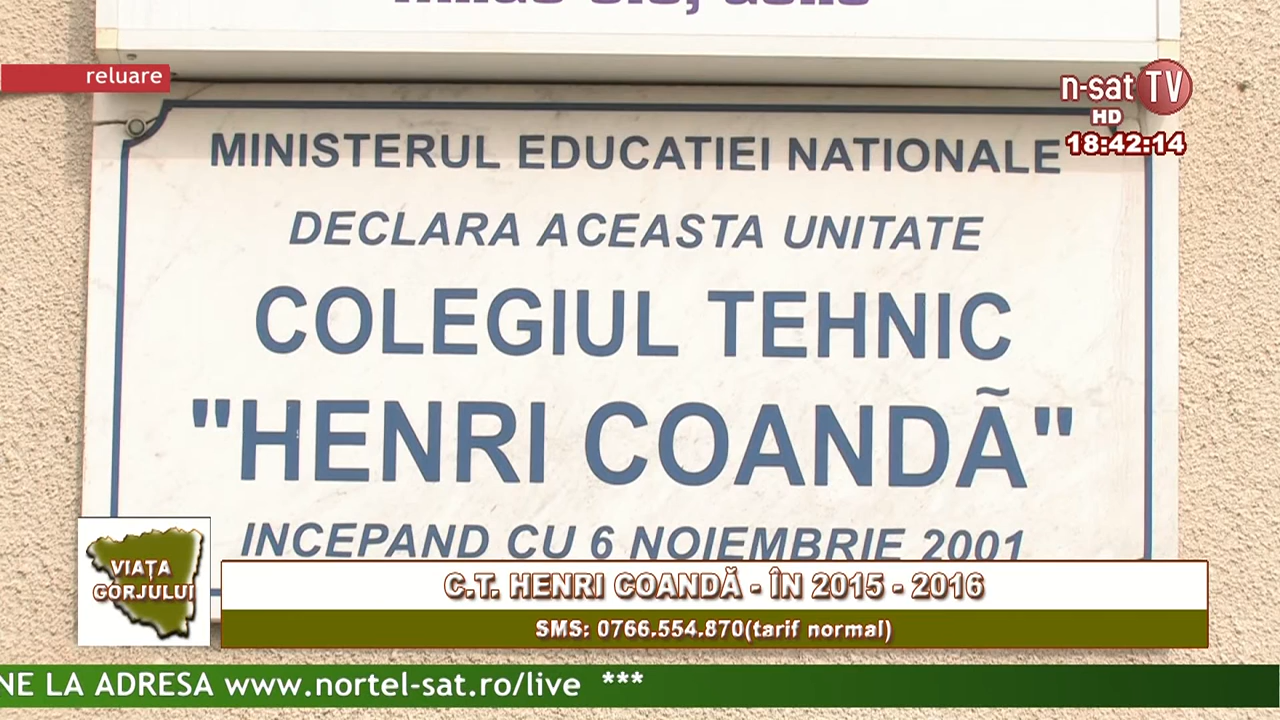 reluare
n-sat TV
HD
18:42:14
MINISTERUL EDUCATIEI NATIONALE
DECLARA ACEASTA UNITATE
COLEGIUL TEHNIC
"HENRI COANDÃ"
INCEPAND CU 6 NOIEMBRIE 2001
VIAȚA
GORJULUI
C.T. HENRI COANDĂ - ÎN 2015 - 2016
SMS: 0766.554.870(tarif normal)
NE LA ADRESA www.nortel-sat.ro/live ***